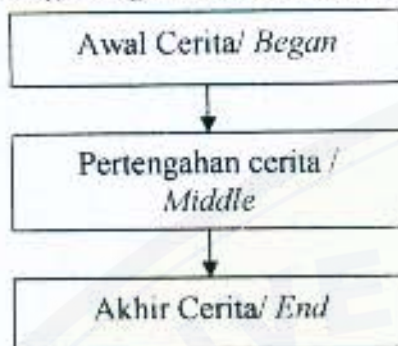 Awal Cerita/ Began
Pertengahan cerita /
Middle
Akhir Cerita/ End